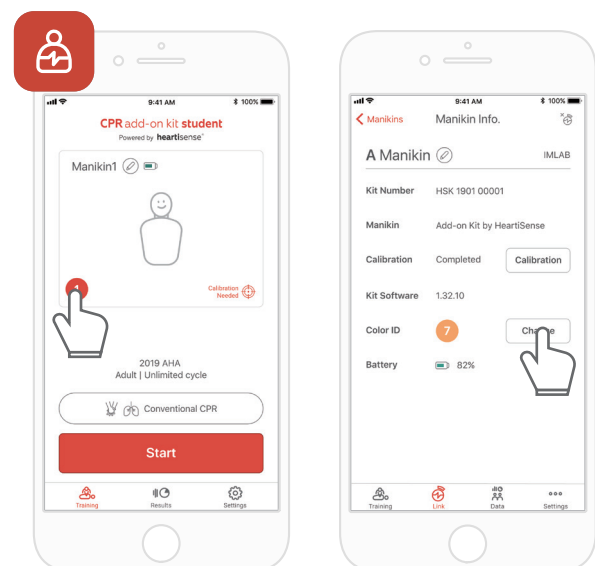 9:41 AM
100%
CPR add-on kit student
Powered by heartisense™
Manikin1
Calibration
Needed
2019 AHA
Adult | Unlimited cycle
Conventional CPR
Start
Training
Results
Settings
9:41 AM
100%
Manikins
Manikin Info.
A Manikin
IMLAB
Kit Number
HSK 1901 00001
Manikin
Add-on Kit by HeartiSense
Calibration
Completed
Calibration
Kit Software
1.32.10
Color ID
7
Battery
82%
Training
Link
Data
Settings